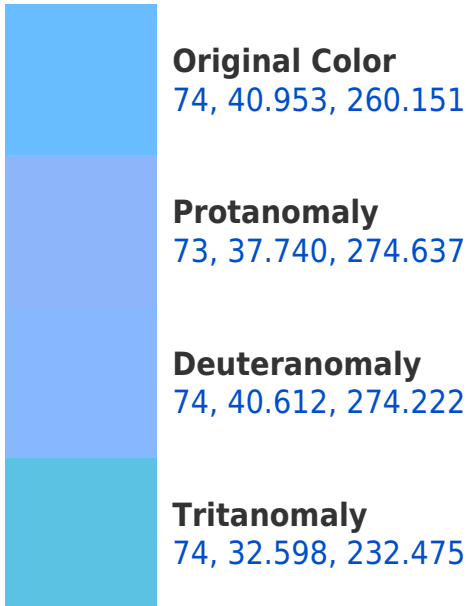 Original Color
74, 40.953, 260.151
Protanomaly
73, 37.740, 274.637
Deuteranomaly
74, 40.612, 274.222
Tritanomaly
74, 32.598, 232.475